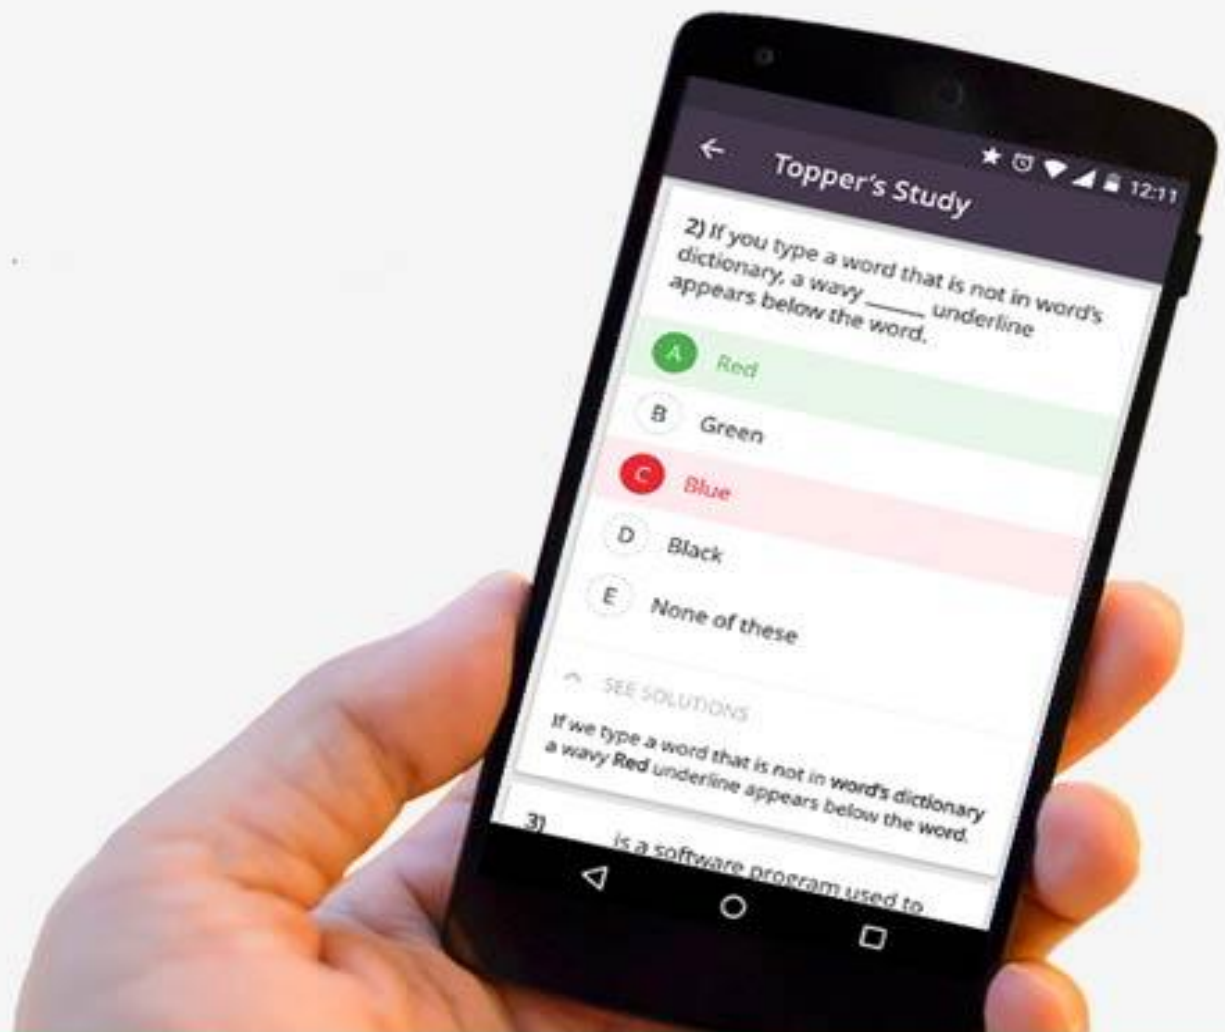 12:11
Topper's Study
2) If you type a word that is not in word's
dictionary, a wavy _____ underline
appears below the word.
A Red
B Green
C Blue
D Black
E None of these
SEE SOLUTIONS
If we type a word that is not in word's dictionary
a wavy Red underline appears below the word.
3) _____ is a software program used to